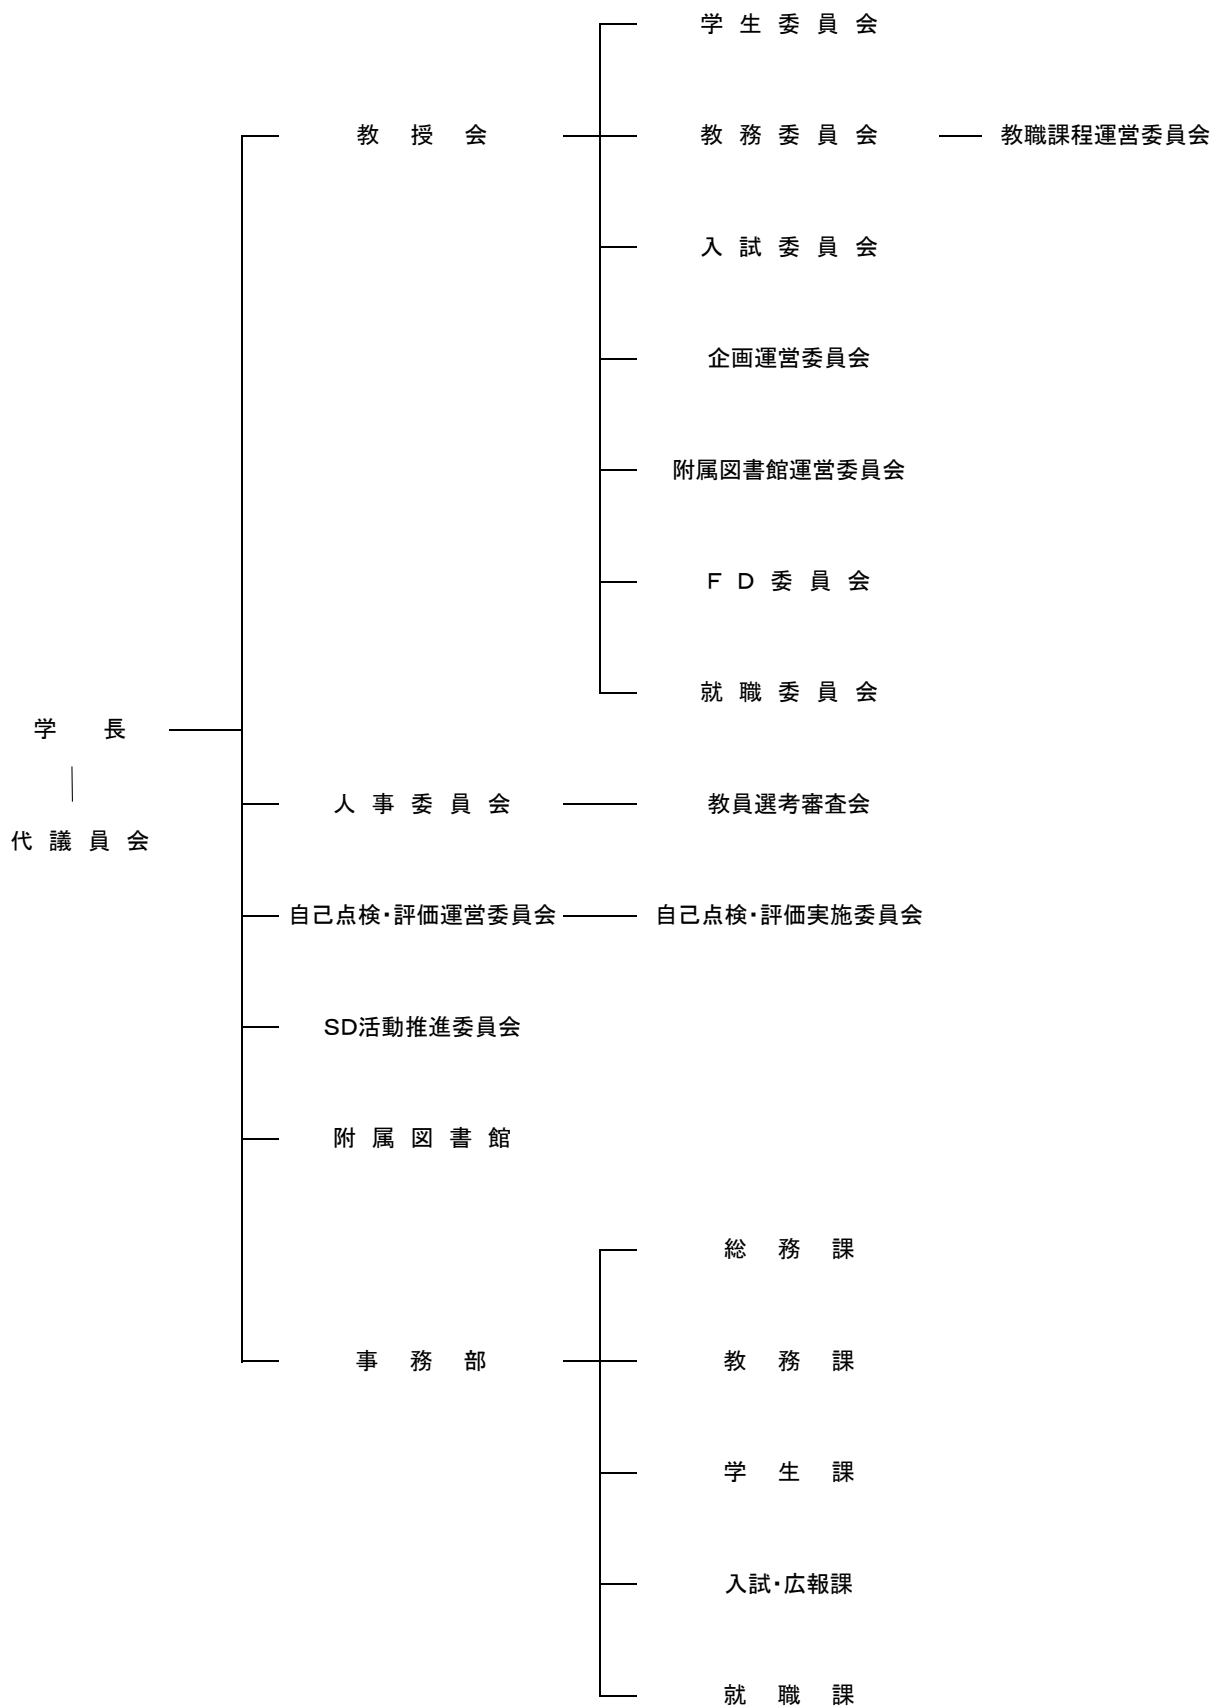 学生委員会
教授会
教務委員会
教職課程運営委員会
入試委員会
企画運営委員会
附属図書館運営委員会
ＦＤ委員会
就職委員会
学長
人事委員会
教員選考審査会
代議員会
自己点検・評価運営委員会
自己点検・評価実施委員会
SD活動推進委員会
附属図書館
総務課
事務部
教務課
学生課
入試・広報課
就職課